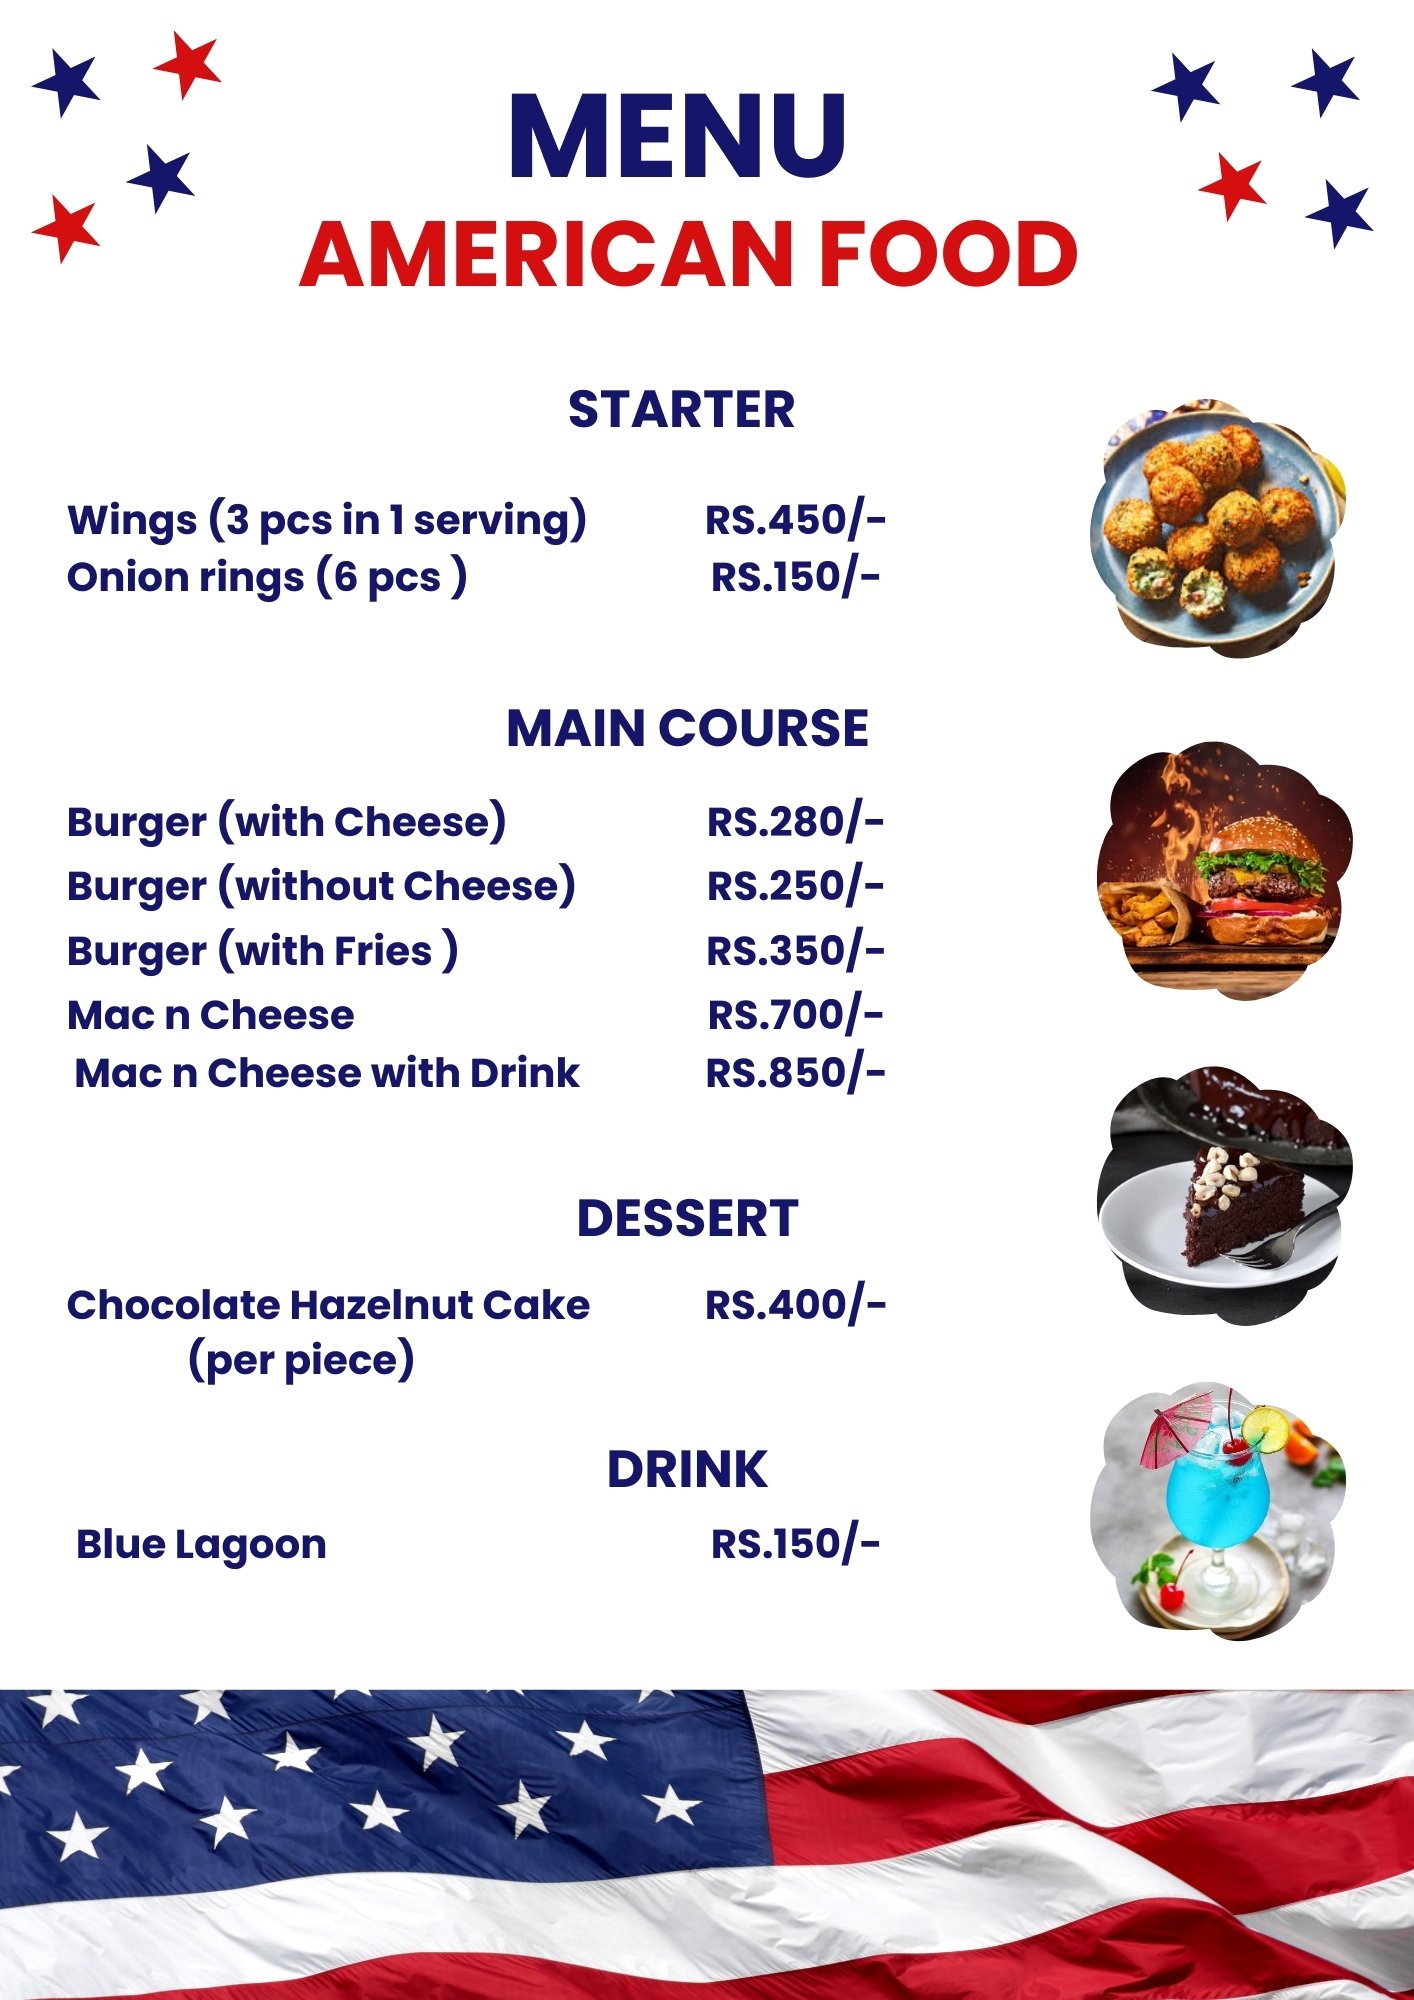 MENU
AMERICAN FOOD
STARTER
Wings (3 pcs in 1 serving) RS.450/-
Onion rings (6 pcs ) RS.150/-
MAIN COURSE
Burger (with Cheese) RS.280/-
Burger (without Cheese) RS.250/-
Burger (with Fries ) RS.350/-
Mac n Cheese RS.700/-
Mac n Cheese with Drink RS.850/-
DESSERT
Chocolate Hazelnut Cake RS.400/-
(per piece)
DRINK
Blue Lagoon RS.150/-